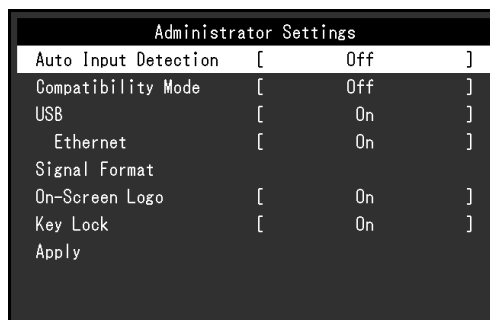 Administrator Settings
Auto Input Detection [ Off ]
Compatibility Mode [ Off ]
USB [ On ]
Ethernet [ On ]
Signal Format
On-Screen Logo [ On ]
Key Lock [ On ]
Apply